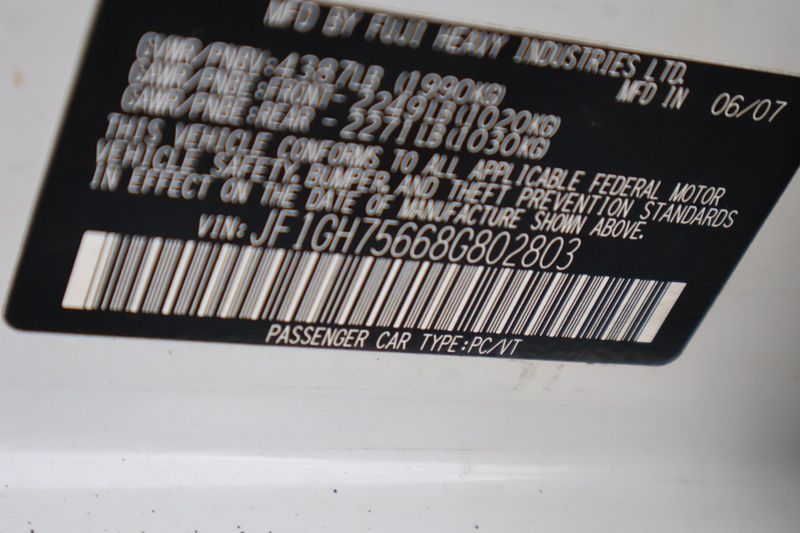 MFD BY FUJI HEAVY INDUSTRIES LTD.
MFD IN 06/07
GVWR/PNBV:4387LB (1990KG)
GAWR/PNBE:FRONT- 2249LB(1020KG)
GAWR/PNBE:REAR - 2271LB(1030KG)
THIS VEHICLE CONFORMS TO ALL APPLICABLE FEDERAL MOTOR
VEHICLE SAFETY, BUMPER, AND THEFT PREVENTION STANDARDS
IN EFFECT ON THE DATE OF MANUFACTURE SHOWN ABOVE.
VIN: JF1GH75668G802803
PASSENGER CAR TYPE:PC/VT